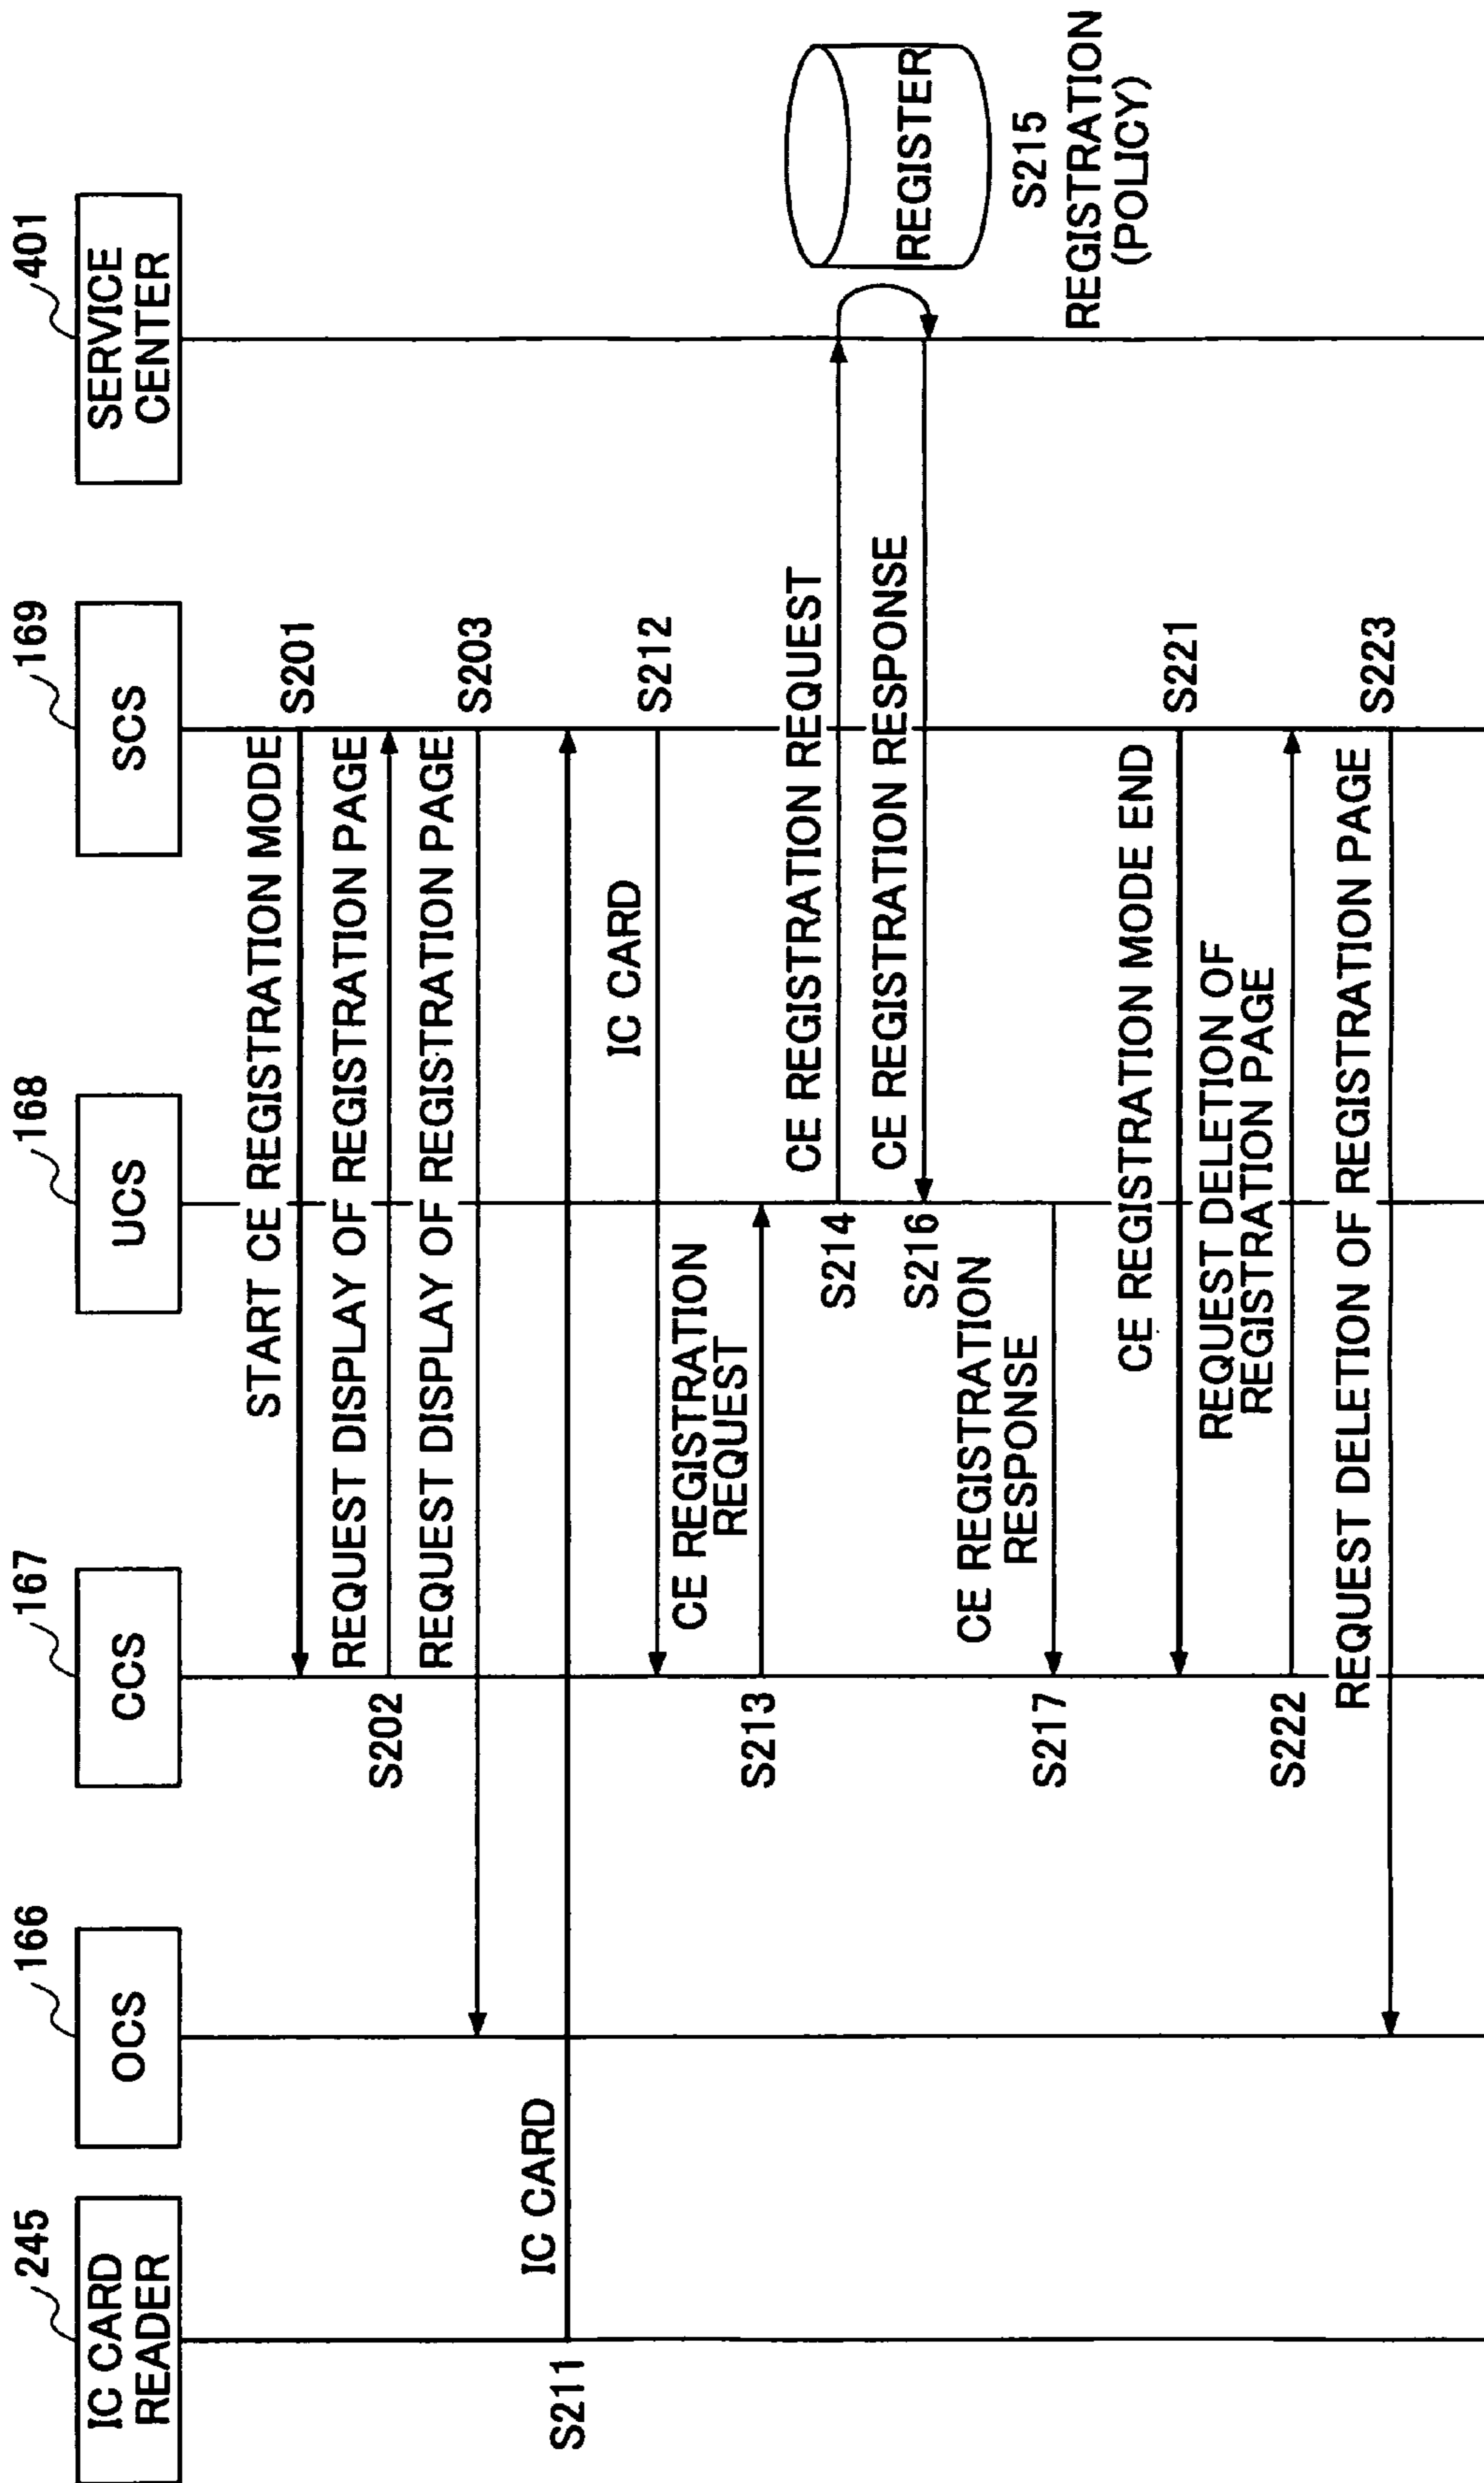 245
166
167
168
169
401
IC CARD
READER
OCS
CCS
UCS
SCS
SERVICE
CENTER
START CE REGISTRATION MODE
S201
REQUEST DISPLAY OF REGISTRATION PAGE
S202
REQUEST DISPLAY OF REGISTRATION PAGE
S203
IC CARD
S211
IC CARD
S212
CE REGISTRATION
REQUEST
S213
CE REGISTRATION REQUEST
S214
REGISTER
S215
REGISTRATION
(POLICY)
CE REGISTRATION RESPONSE
S216
CE REGISTRATION
RESPONSE
S217
CE REGISTRATION MODE END
S221
REQUEST DELETION OF
REGISTRATION PAGE
S222
REQUEST DELETION OF REGISTRATION PAGE
S223